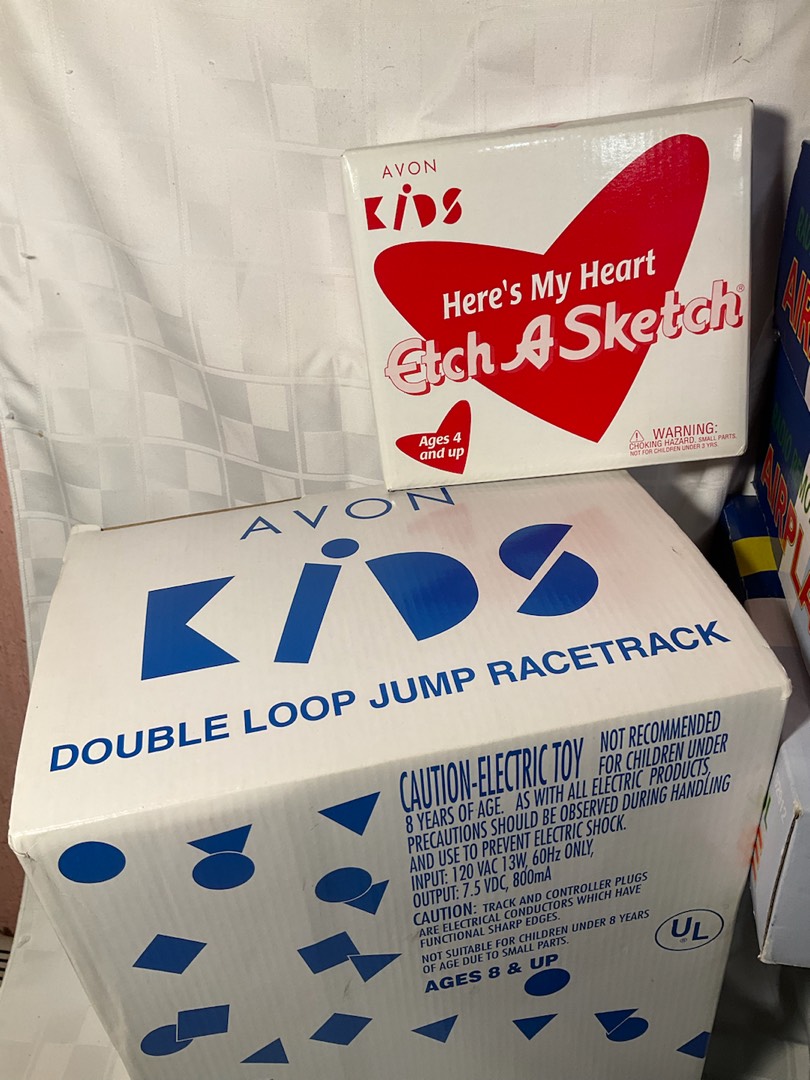 AVON
KIDS
Here's My Heart
Etch A Sketch®
Ages 4
and up
WARNING:
CHOKING HAZARD. SMALL PARTS.
NOT FOR CHILDREN UNDER 3 YRS.
AVON
KIDS
DOUBLE LOOP JUMP RACETRACK
CAUTION-ELECTRIC TOY NOT RECOMMENDED
FOR CHILDREN UNDER
8 YEARS OF AGE. AS WITH ALL ELECTRIC PRODUCTS,
PRECAUTIONS SHOULD BE OBSERVED DURING HANDLING
AND USE TO PREVENT ELECTRIC SHOCK.
INPUT: 120 VAC 13W, 60Hz ONLY,
OUTPUT: 7.5 VDC, 800mA
CAUTION: TRACK AND CONTROLLER PLUGS
ARE ELECTRICAL CONDUCTORS WHICH HAVE
FUNCTIONAL SHARP EDGES.
NOT SUITABLE FOR CHILDREN UNDER 8 YEARS
OF AGE DUE TO SMALL PARTS.
AGES 8 & UP
UL®